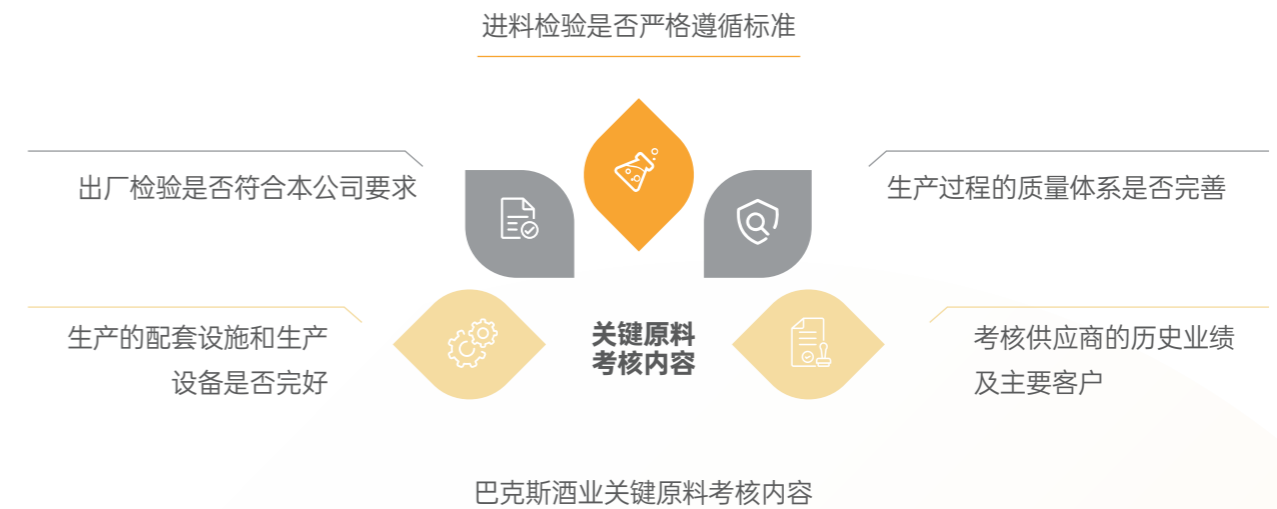 进料检验是否严格遵循标准
出厂检验是否符合本公司要求
生产过程的质量体系是否完善
生产的配套设施和生产
设备是否完好
关键原料
考核内容
考核供应商的历史业绩
及主要客户
巴克斯酒业关键原料考核内容